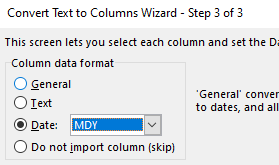 Convert Text to Columns Wizard - Step 3 of 3
This screen lets you select each column and set the Da
Column data format
General
Text
Date: MDY
Do not import column (skip)
'General' conver
to dates, and all